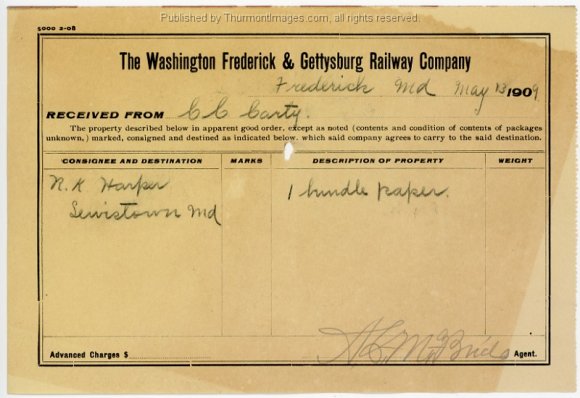 Published by ThurmontImages.com, all rights reserved.
5000 2-08
The Washington Frederick & Gettysburg Railway Company
Frederick Md May 13 1909
RECEIVED FROM C C Carty.
The property described below in apparent good order, except as noted (contents and condition of contents of packages
unknown,) marked, consigned and destined as indicated below, which said company agrees to carry to the said destination.
CONSIGNEE AND DESTINATION MARKS DESCRIPTION OF PROPERTY WEIGHT
N. K Harper 1 bundle paper.
Lewistown Md
Advanced Charges $ McBride Agent.